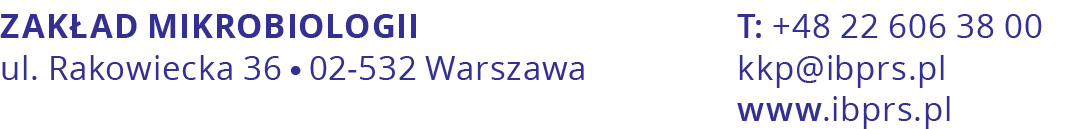 ZAKŁAD MIKROBIOLOGII
ul. Rakowiecka 36 • 02-532 Warszawa
T: +48 22 606 38 00
kkp@ibprs.pl
www.ibprs.pl